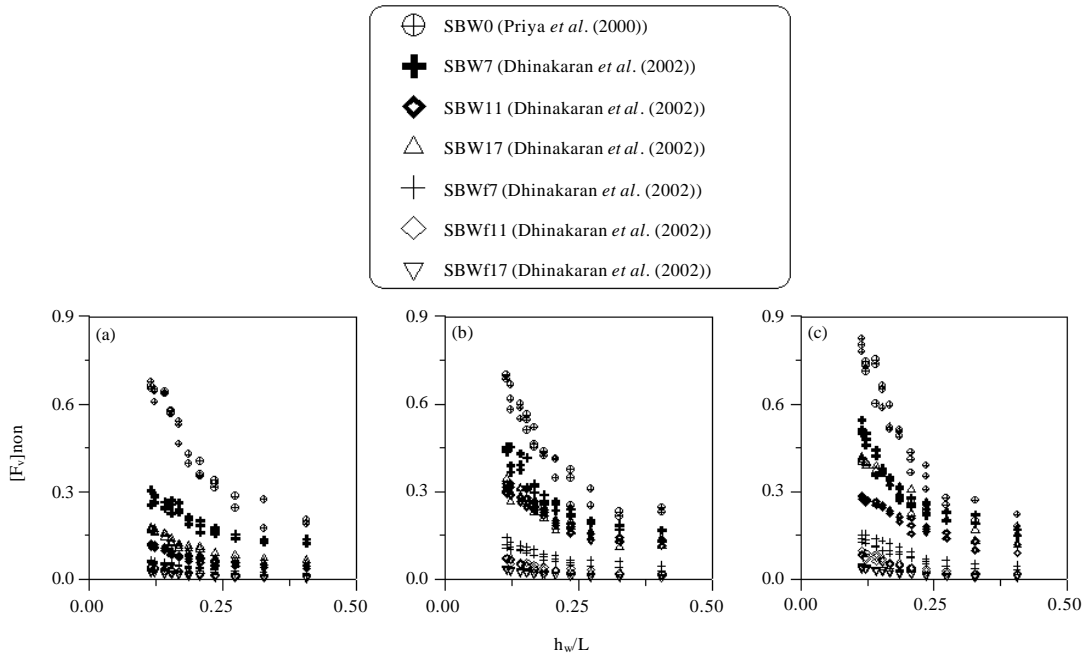 SBW0 (Priya et al. (2000))
SBW7 (Dhinakaran et al. (2002))
SBW11 (Dhinakaran et al. (2002))
SBW17 (Dhinakaran et al. (2002))
SBWf7 (Dhinakaran et al. (2002))
SBWf11 (Dhinakaran et al. (2002))
SBWf17 (Dhinakaran et al. (2002))
0.9
(a)
0.6
0.3
0.0
0.00
0.25
0.50
[Fv]non
0.9
(b)
0.6
0.3
0.0
0.00
0.25
0.50
hw/L
0.9
(c)
0.6
0.3
0.0
0.00
0.25
0.50